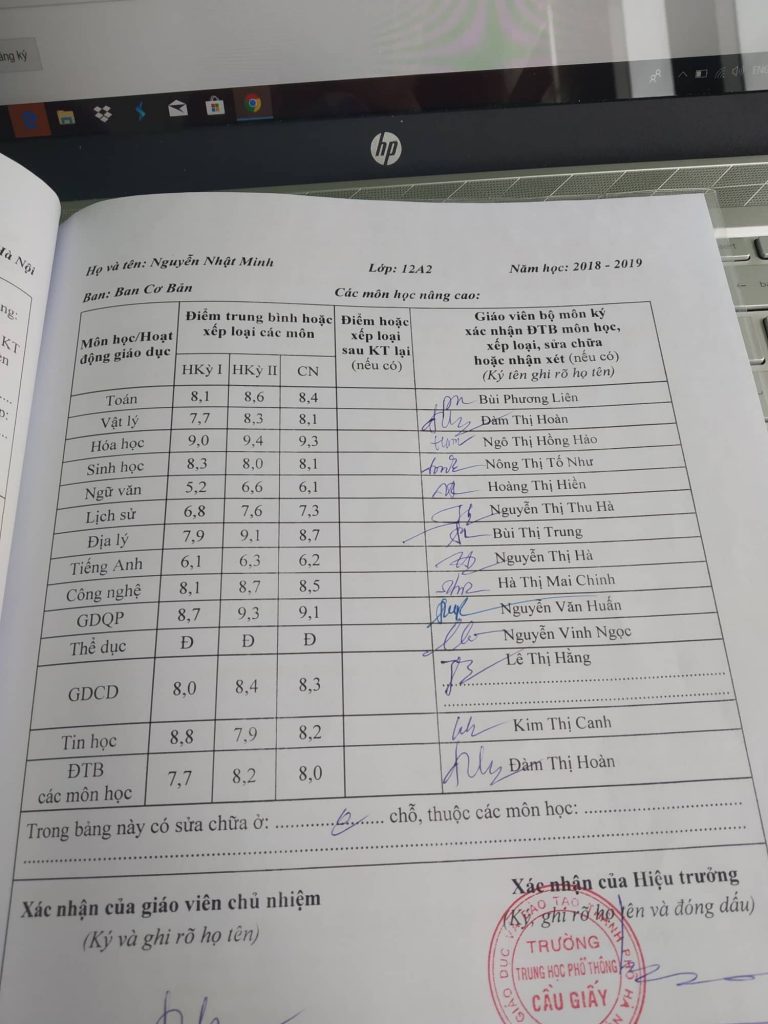 ăng ký
ENG
hp
Hà Nội
Họ và tên: Nguyễn Nhật Minh Lớp: 12A2 Năm học: 2018 - 2019
Ban: Ban Cơ Bản Các môn học nâng cao:
Môn học/Hoạt động giáo dục Điểm trung bình hoặc xếp loại các môn Điểm hoặc xếp loại sau KT lại (nếu có) Giáo viên bộ môn ký xác nhận ĐTB môn học, xếp loại, sửa chữa hoặc nhận xét (nếu có) (Ký tên ghi rõ họ tên)
HKỳ I HKỳ II CN
Toán 8,1 8,6 8,4 Bùi Phương Liên
Vật lý 7,7 8,3 8,1 Đàm Thị Hoàn
Hóa học 9,0 9,4 9,3 Ngô Thị Hồng Hảo
Sinh học 8,3 8,0 8,1 Nông Thị Tố Như
Ngữ văn 5,2 6,6 6,1 Hoàng Thị Hiền
Lịch sử 6,8 7,6 7,3 Nguyễn Thị Thu Hà
Địa lý 7,9 9,1 8,7 Bùi Thị Trung
Tiếng Anh 6,1 6,3 6,2 Nguyễn Thị Hà
Công nghệ 8,1 8,7 8,5 Hà Thị Mai Chinh
GDQP 8,7 9,3 9,1 Nguyễn Văn Huấn
Thể dục Đ Đ Đ Nguyễn Vinh Ngọc
GDCD 8,0 8,4 8,3 Lê Thị Hằng
Tin học 8,8 7,9 8,2 Kim Thị Canh
ĐTB các môn học 7,7 8,2 8,0 Đàm Thị Hoàn
Trong bảng này có sửa chữa ở: ........ chỗ, thuộc các môn học: ........
Xác nhận của giáo viên chủ nhiệm
(Ký và ghi rõ họ tên)
Xác nhận của Hiệu trưởng
(Ký, ghi rõ họ tên và đóng dấu)
TRƯỜNG
TRUNG HỌC PHỔ THÔNG
CẦU GIẤY